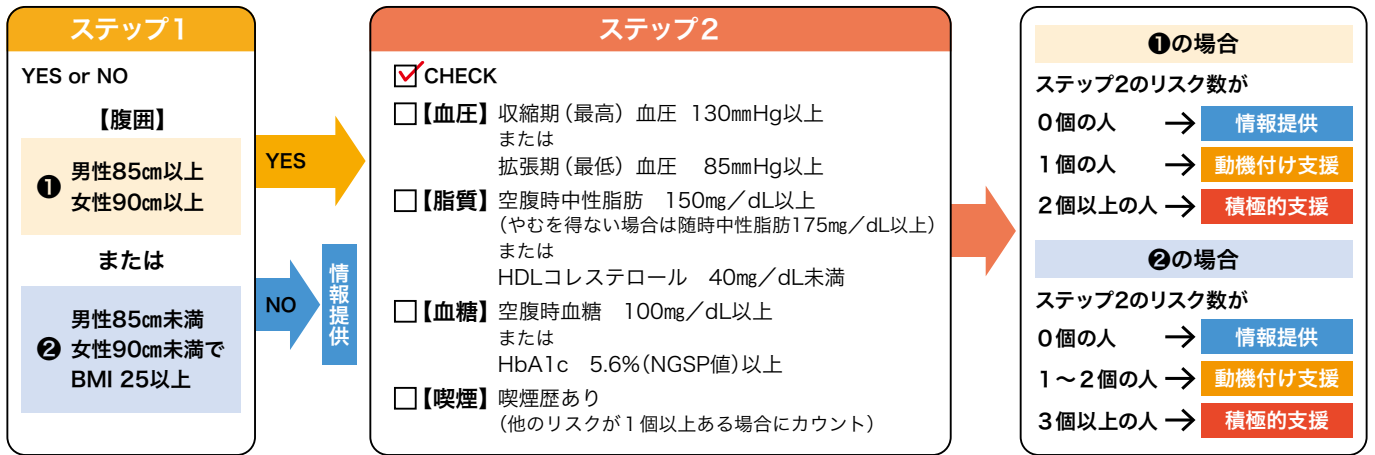 ステップ1
YES or NO
【腹囲】
❶ 男性85㎝以上
女性90㎝以上
または
❷ 男性85㎝未満
女性90㎝未満で
BMI 25以上
YES
NO
情報提供
ステップ2
CHECK
【血圧】収縮期(最高)血圧 130㎜Hg以上
または
拡張期(最低)血圧 85㎜Hg以上
【脂質】空腹時中性脂肪 150㎎/dL以上
(やむを得ない場合は随時中性脂肪175㎎/dL以上)
または
HDLコレステロール 40㎎/dL未満
【血糖】空腹時血糖 100㎎/dL以上
または
HbA1c 5.6%(NGSP値)以上
【喫煙】喫煙歴あり
(他のリスクが1個以上ある場合にカウント)
❶の場合
ステップ2のリスク数が
0個の人 → 情報提供
1個の人 → 動機付け支援
2個以上の人 → 積極的支援
❷の場合
ステップ2のリスク数が
0個の人 → 情報提供
1~2個の人 → 動機付け支援
3個以上の人 → 積極的支援